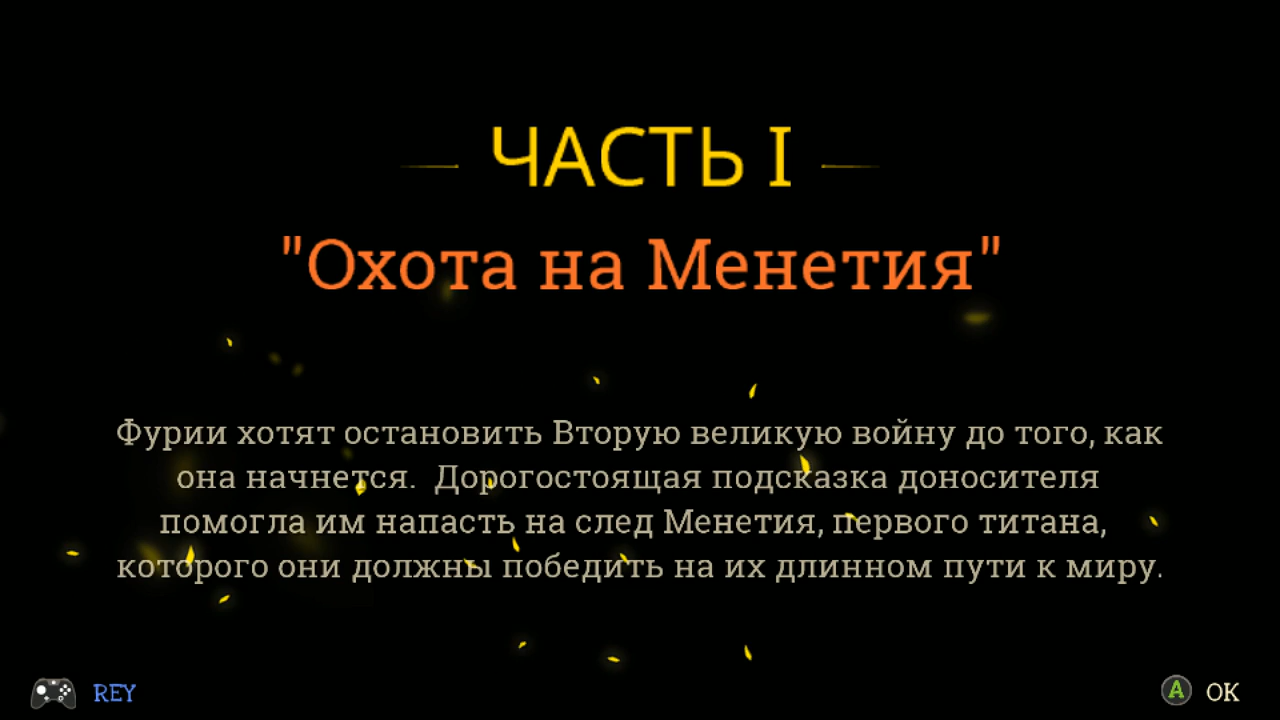 ЧАСТЬ I
"Охота на Менетия"
Фурии хотят остановить Вторую великую войну до того, как
она начнется.  Дорогостоящая подсказка доносителя
помогла им напасть на след Менетия, первого титана,
которого они должны победить на их длинном пути к миру.
REY
A OK